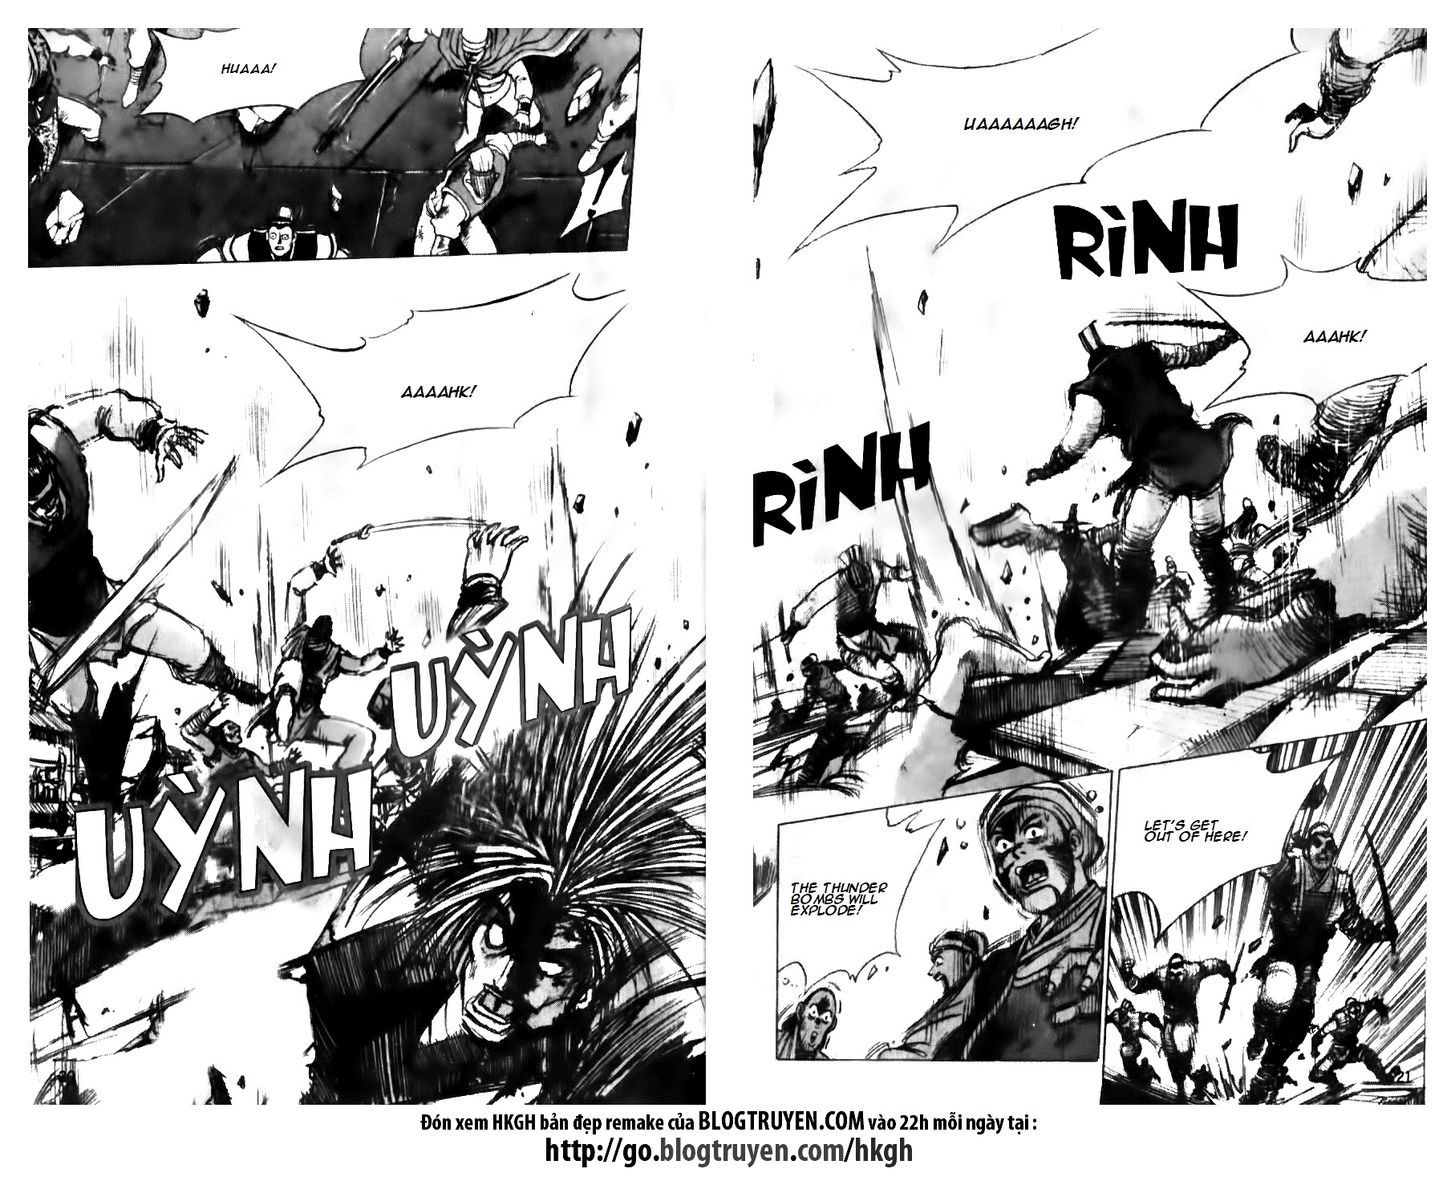 HUAAA!
AAAAHK!
UỲNH
UỲNH
UAAAAAAGH!
RÌNH
AAAHK!
RÌNH
THE THUNDER
BOMBS WILL
EXPLODE!
LET'S GET
OUT OF HERE!
21
Đón xem HKGH bản đẹp remake của BLOGTRUYEN.COM vào 22h mỗi ngày tại :
http://go.blogtruyen.com/hkgh